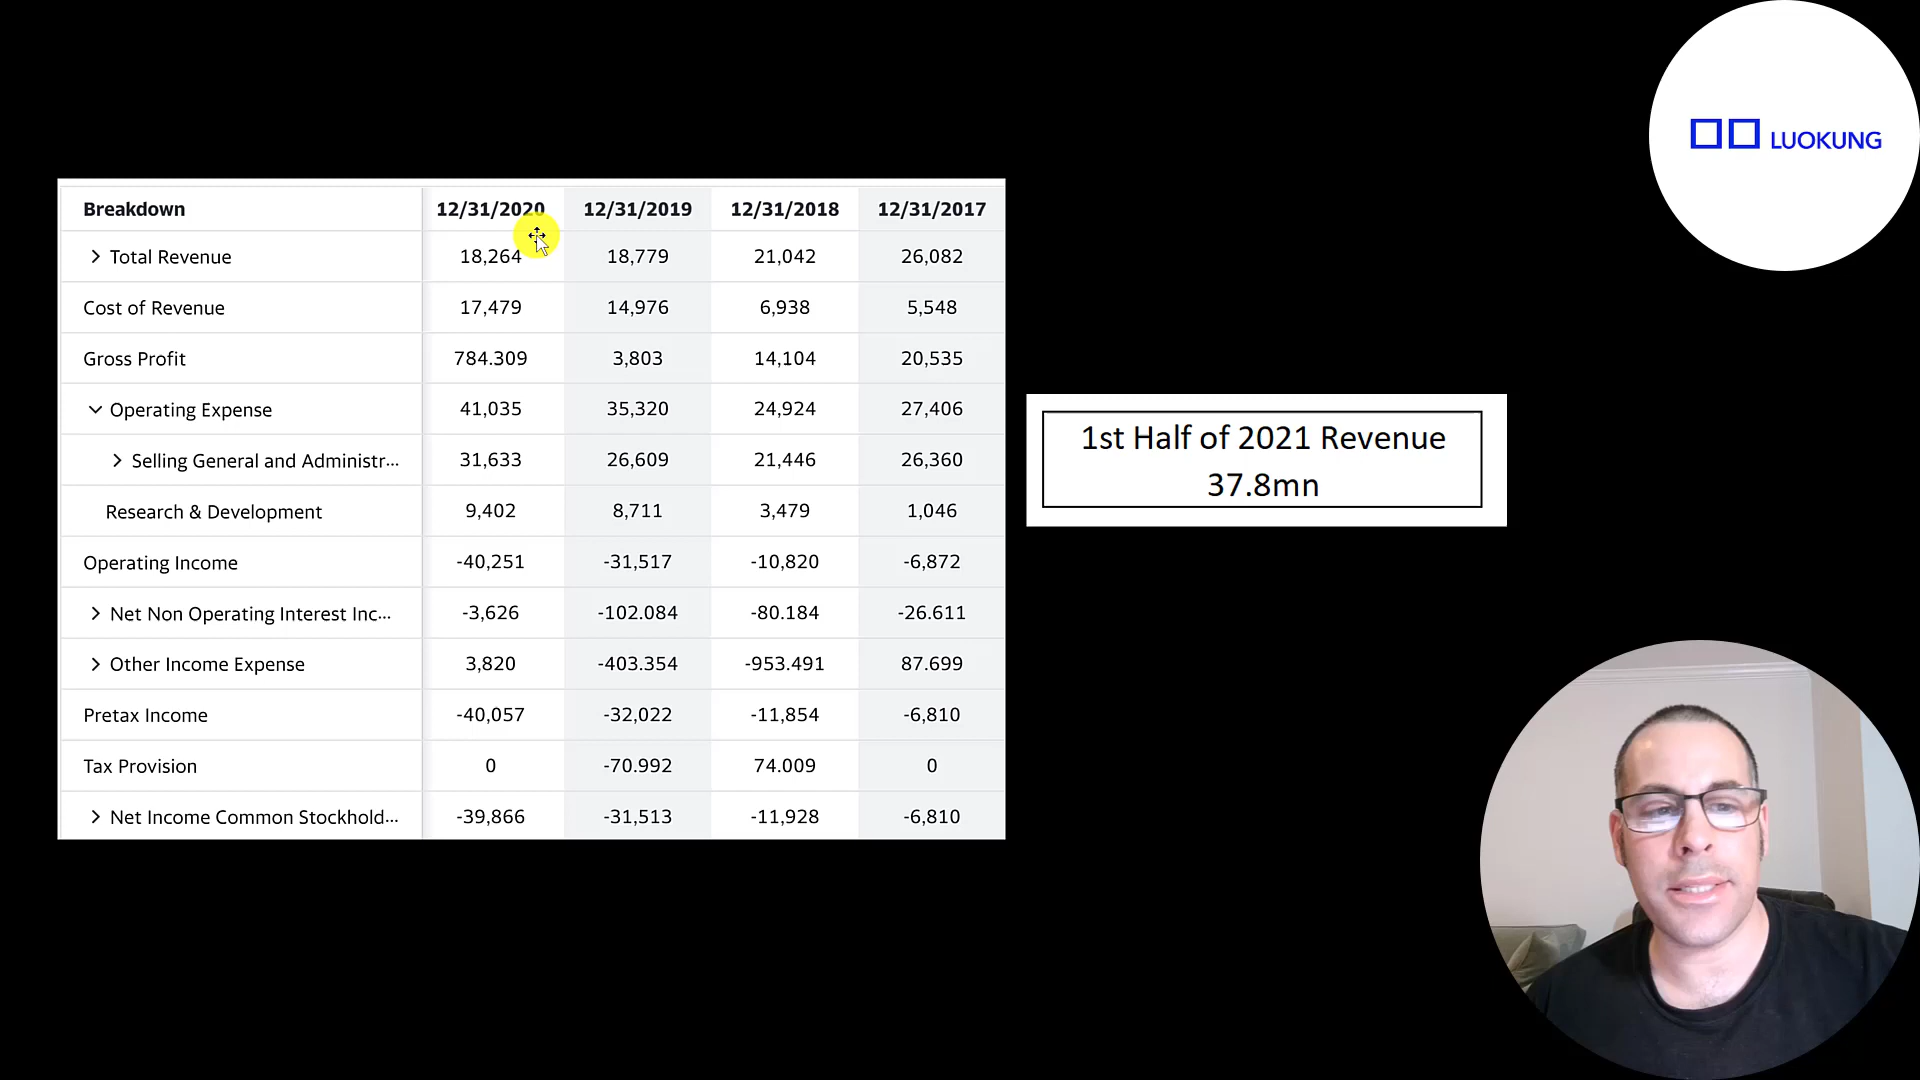 LUOKUNG
Breakdown 12/31/2020 12/31/2019 12/31/2018 12/31/2017
Total Revenue 18,264 18,779 21,042 26,082
Cost of Revenue 17,479 14,976 6,938 5,548
Gross Profit 784.309 3,803 14,104 20,535
Operating Expense 41,035 35,320 24,924 27,406
Selling General and Administr... 31,633 26,609 21,446 26,360
Research & Development 9,402 8,711 3,479 1,046
Operating Income -40,251 -31,517 -10,820 -6,872
Net Non Operating Interest Inc... -3,626 -102.084 -80.184 -26.611
Other Income Expense 3,820 -403.354 -953.491 87.699
Pretax Income -40,057 -32,022 -11,854 -6,810
Tax Provision 0 -70.992 74.009 0
Net Income Common Stockhold... -39,866 -31,513 -11,928 -6,810
1st Half of 2021 Revenue
37.8mn